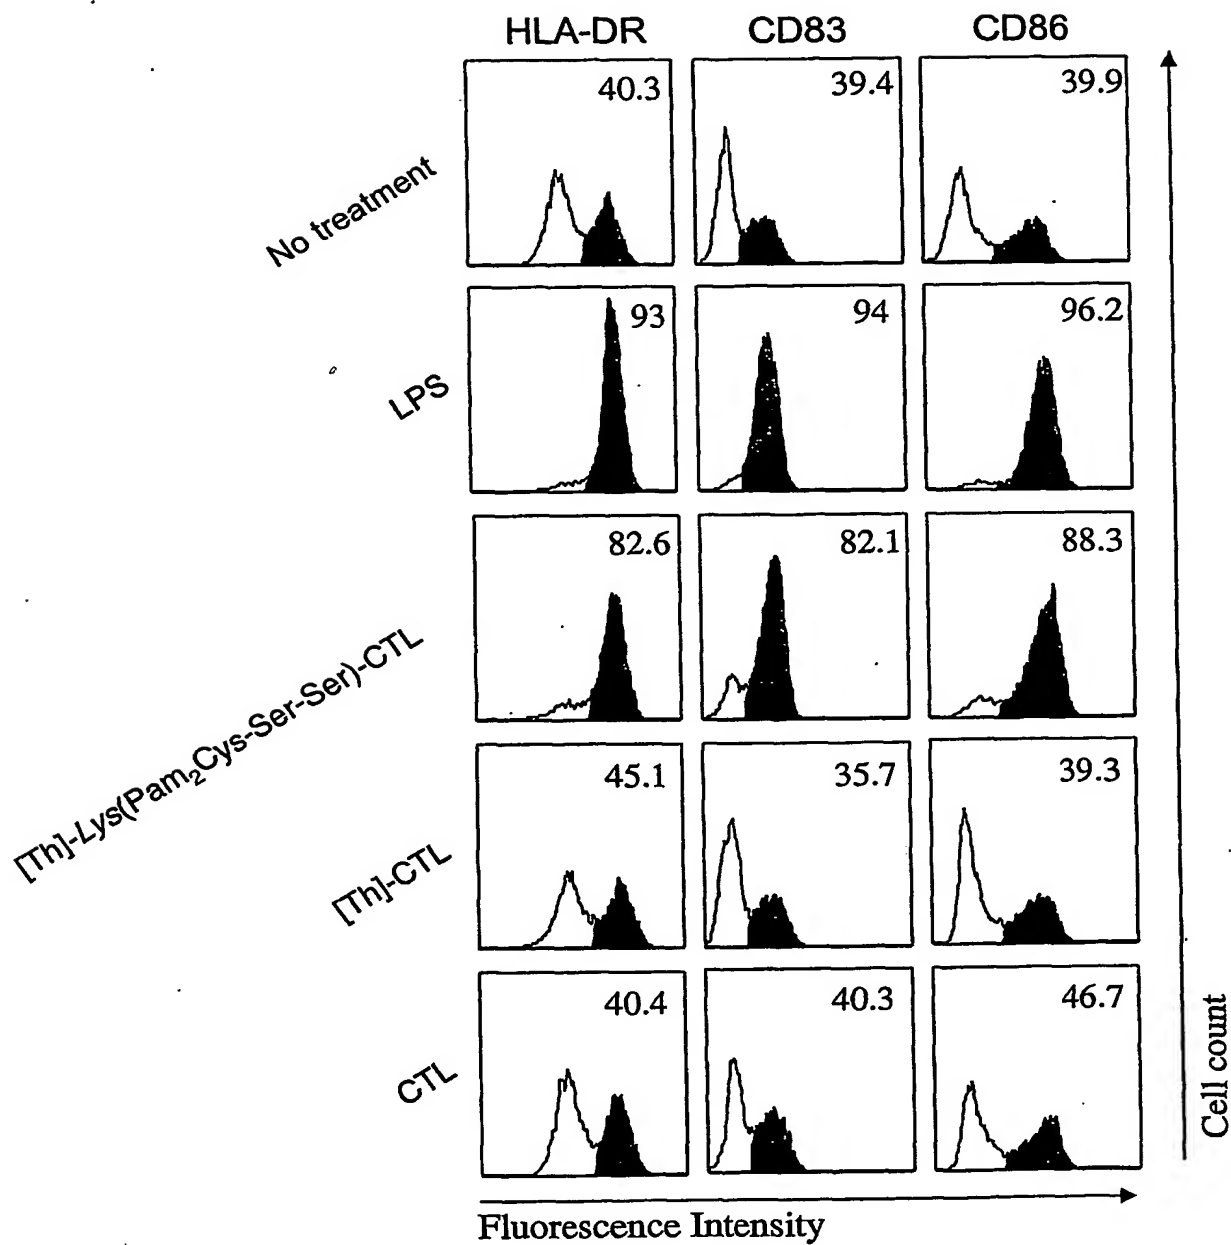 HLA-DR CD83 CD86
No treatment 40.3 39.4 39.9
LPS 93 94 96.2
[Th]-Lys(Pam₂Cys-Ser-Ser)-CTL 82.6 82.1 88.3
[Th]-CTL 45.1 35.7 39.3
CTL 40.4 40.3 46.7
Cell count
Fluorescence Intensity